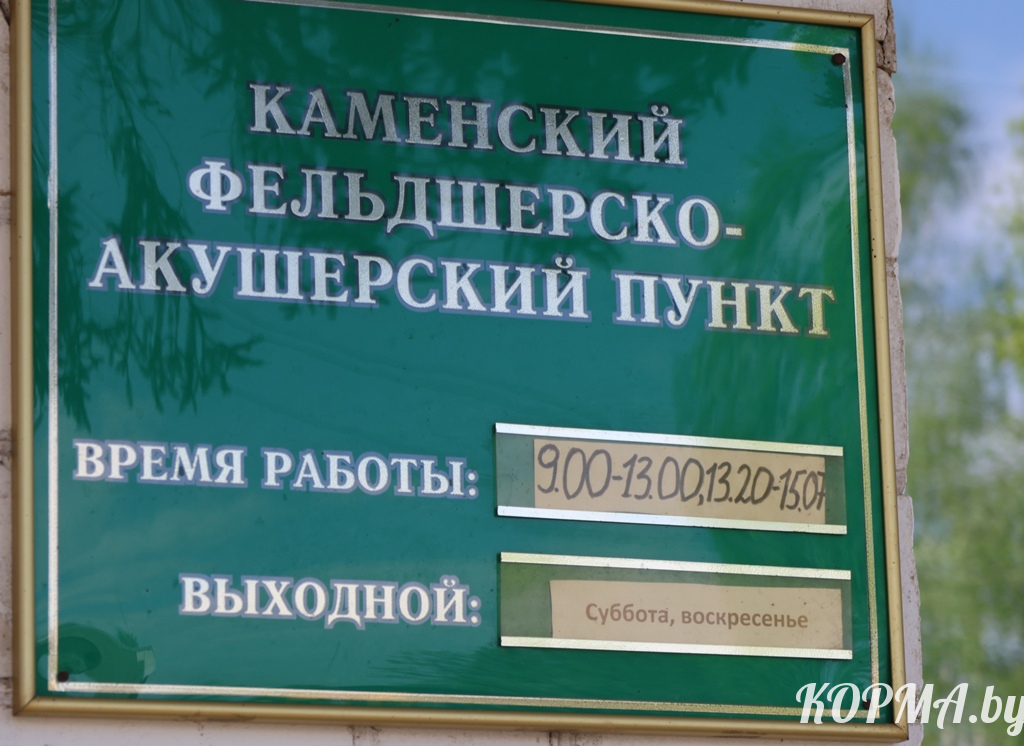 КАМЕНСКИЙ
ФЕЛЬДШЕРСКО-
АКУШЕРСКИЙ ПУНКТ
ВРЕМЯ РАБОТЫ: 9.00-13.00,13.20-15.07
ВЫХОДНОЙ: Суббота, воскресенье
КОРМА.by